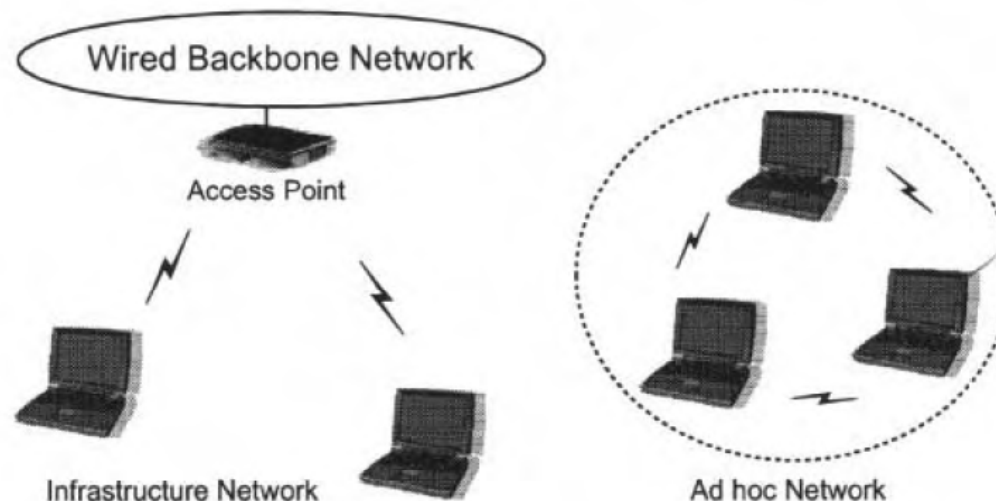 Wired Backbone Network
Access Point
Infrastructure Network
Ad hoc Network